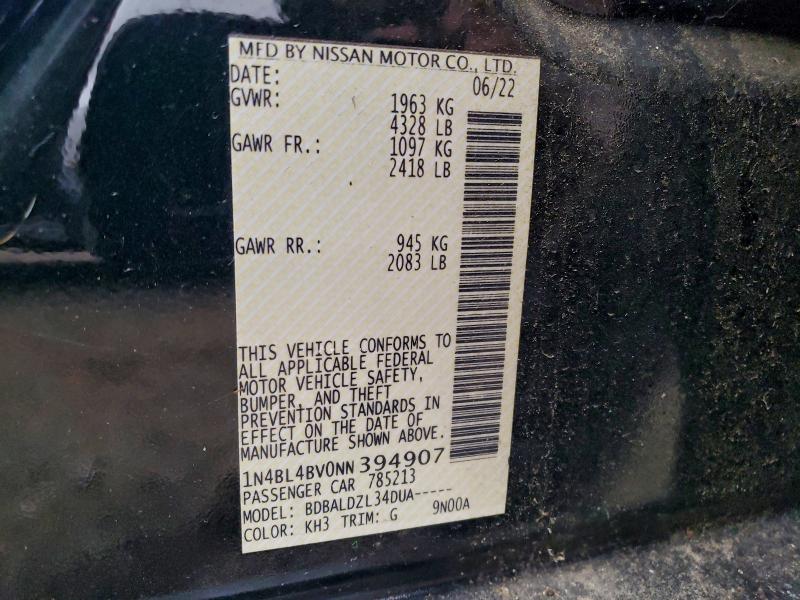 MFD BY NISSAN MOTOR CO., LTD.
DATE: 06/22
GVWR: 1963 KG
4328 LB
GAWR FR.: 1097 KG
2418 LB
GAWR RR.: 945 KG
2083 LB
THIS VEHICLE CONFORMS TO
ALL APPLICABLE FEDERAL
MOTOR VEHICLE SAFETY,
BUMPER, AND THEFT
PREVENTION STANDARDS IN
EFFECT ON THE DATE OF
MANUFACTURE SHOWN ABOVE.
1N4BL4BV0NN394907
PASSENGER CAR 785213
MODEL: BDBALDZL34DUA-----
COLOR: KH3 TRIM: G 9N00A